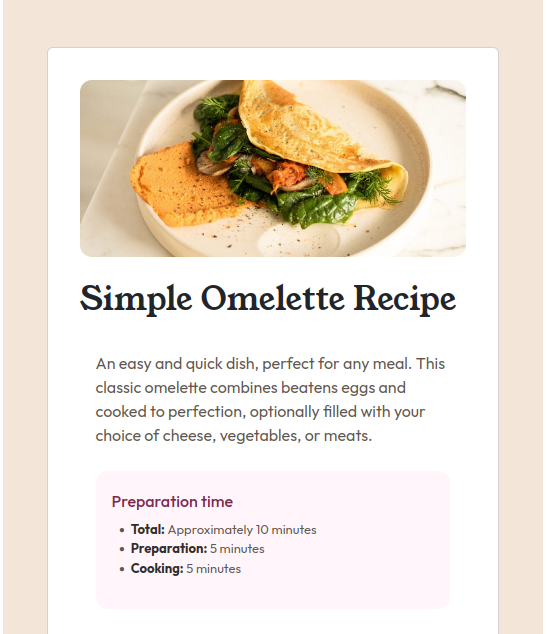 Simple Omelette Recipe
An easy and quick dish, perfect for any meal. This
classic omelette combines beatens eggs and
cooked to perfection, optionally filled with your
choice of cheese, vegetables, or meats.
Preparation time
• Total: Approximately 10 minutes
• Preparation: 5 minutes
• Cooking: 5 minutes